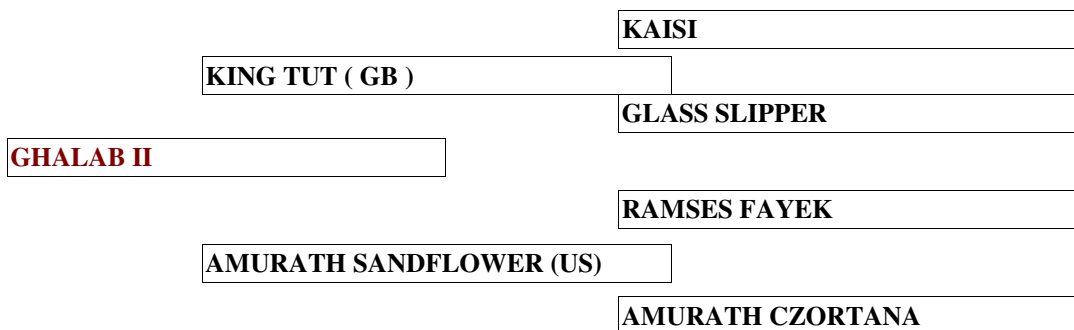 KAISI
KING TUT ( GB )
GLASS SLIPPER
GHALAB II
RAMSES FAYEK
AMURATH SANDFLOWER (US)
AMURATH CZORTANA